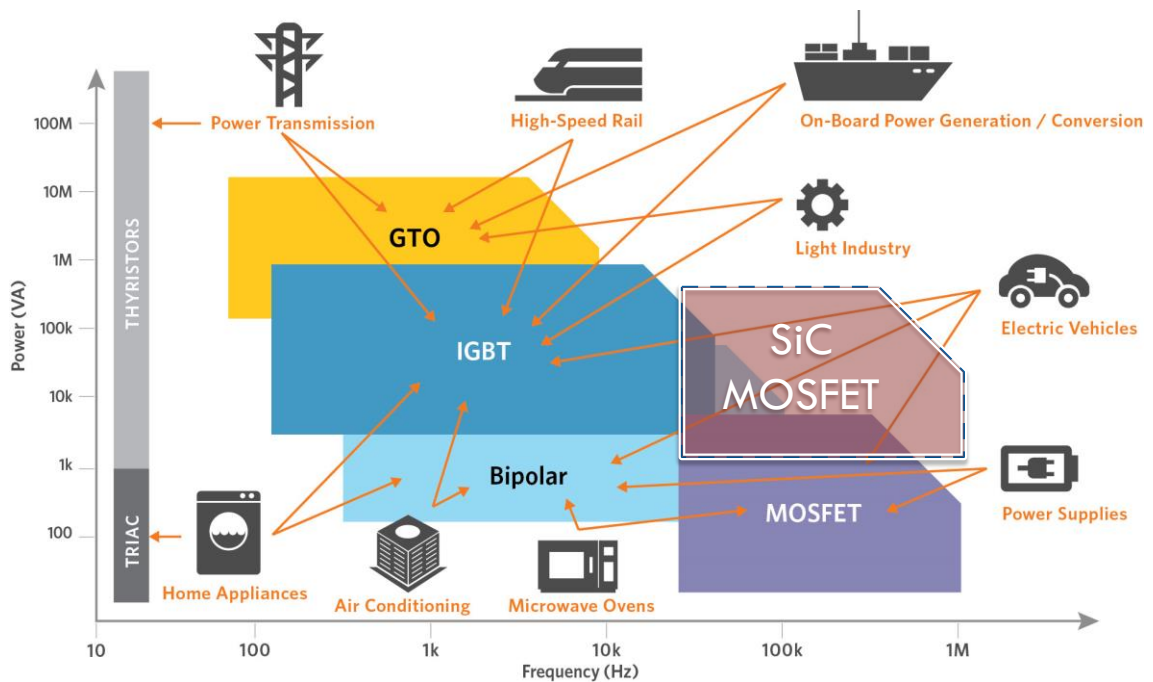 Power Transmission
High-Speed Rail
On-Board Power Generation / Conversion
Light Industry
Electric Vehicles
Power Supplies
Power (VA)
100M
10M
1M
100k
10k
1k
100
THYRISTORS
TRIAC
GTO
IGBT
SiC
MOSFET
Bipolar
MOSFET
Home Appliances
Air Conditioning
Microwave Ovens
10
100
1k
10k
100k
1M
Frequency (Hz)